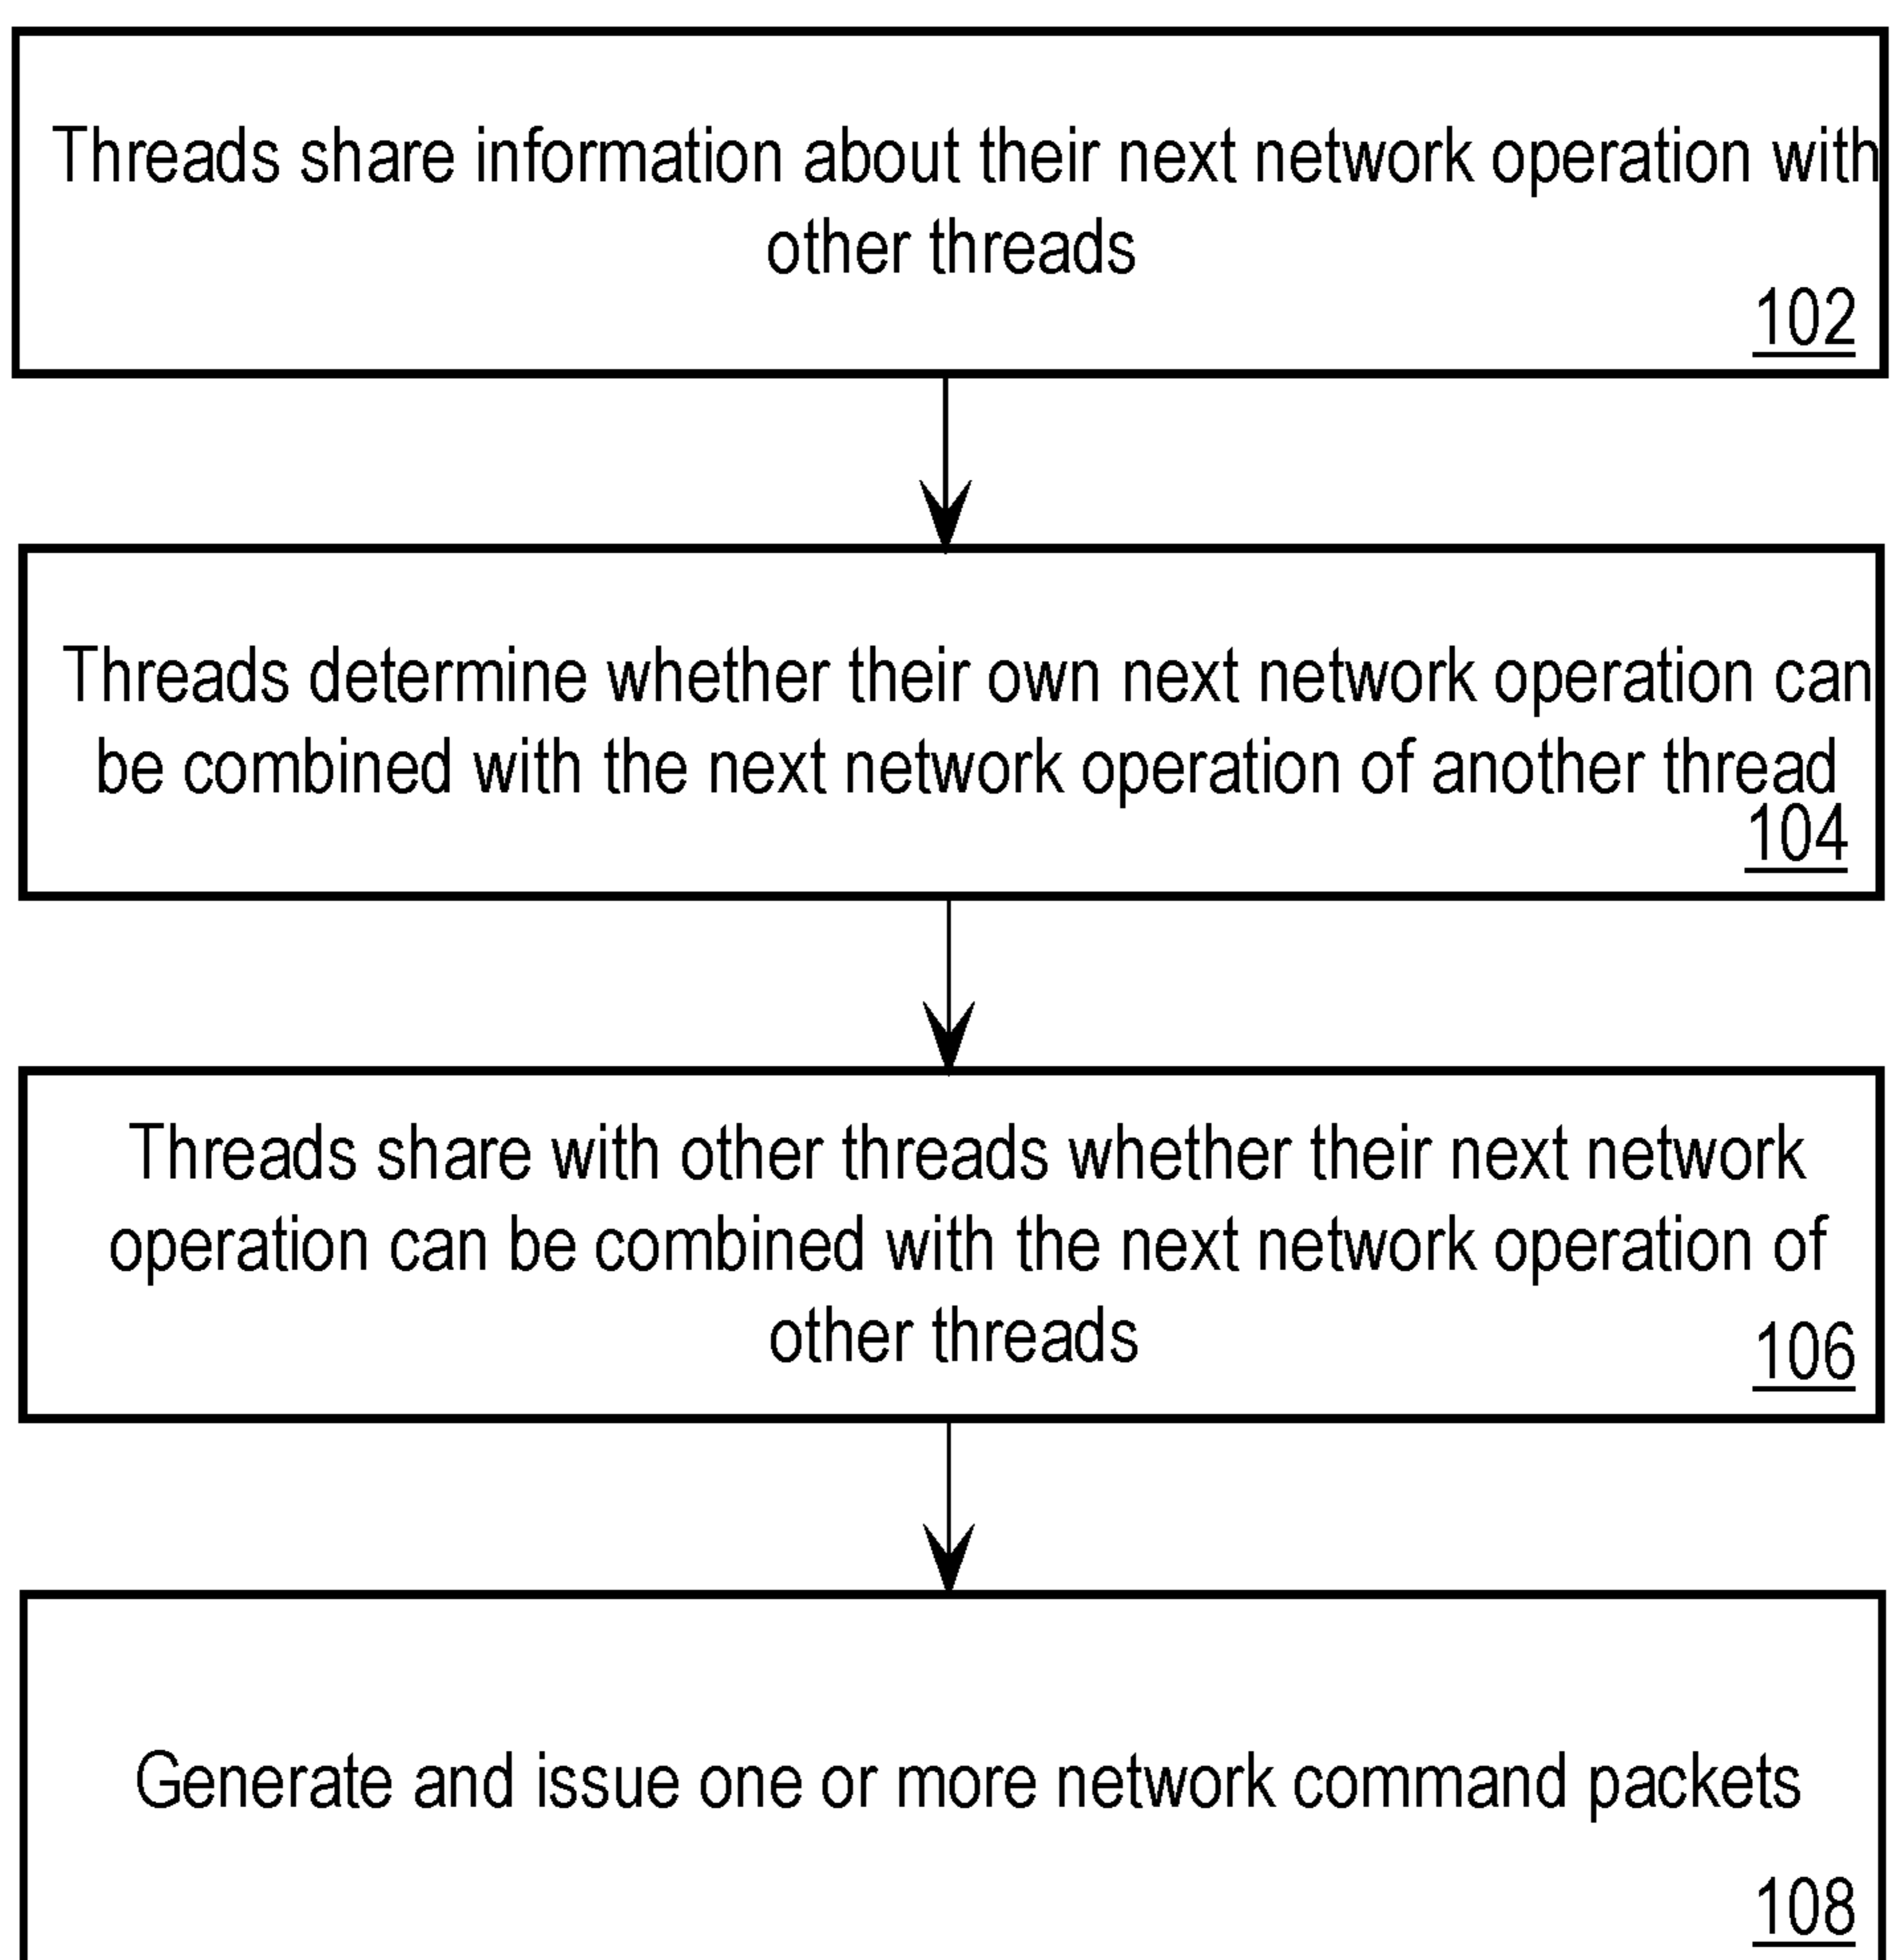 Threads share information about their next network operation with
other threads
102
Threads determine whether their own next network operation can
be combined with the next network operation of another thread
104
Threads share with other threads whether their next network
operation can be combined with the next network operation of
other threads
106
Generate and issue one or more network command packets
108